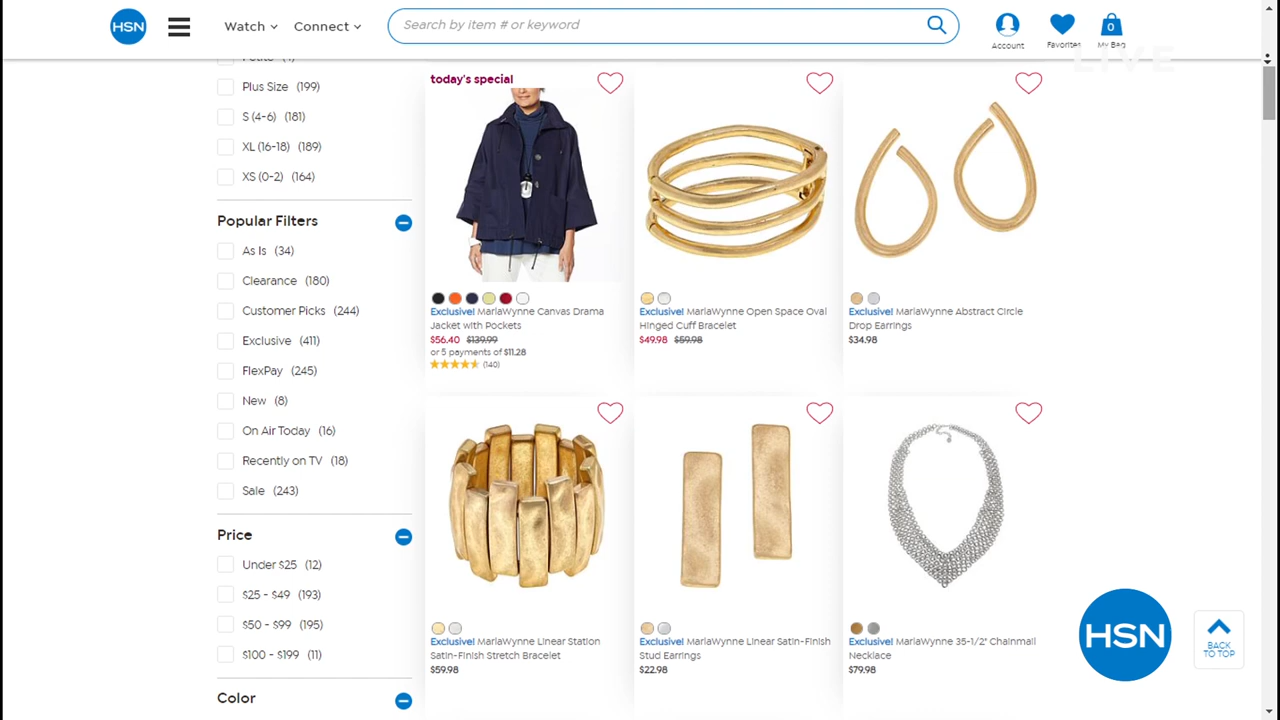 HSN
Watch
Connect
Search by item # or keyword
Account
Favorites
0
My Bag
LIVE
Petite (1)
Plus Size (199)
S (4-6) (181)
XL (16-18) (189)
XS (0-2) (164)
Popular Filters
As Is (34)
Clearance (180)
Customer Picks (244)
Exclusive (411)
FlexPay (245)
New (8)
On Air Today (16)
Recently on TV (18)
Sale (243)
Price
Under $25 (12)
$25 - $49 (193)
$50 - $99 (195)
$100 - $199 (11)
Color
today's special
Exclusive! MarlaWynne Canvas Drama
Jacket with Pockets
$56.40 $139.99
or 5 payments of $11.28
(140)
Exclusive! MarlaWynne Open Space Oval
Hinged Cuff Bracelet
$49.98 $59.98
Exclusive! MarlaWynne Abstract Circle
Drop Earrings
$34.98
Exclusive! MarlaWynne Linear Station
Satin-Finish Stretch Bracelet
$59.98
Exclusive! MarlaWynne Linear Satin-Finish
Stud Earrings
$22.98
Exclusive! MarlaWynne 35-1/2" Chainmail
Necklace
$79.98
HSN
BACK
TO TOP